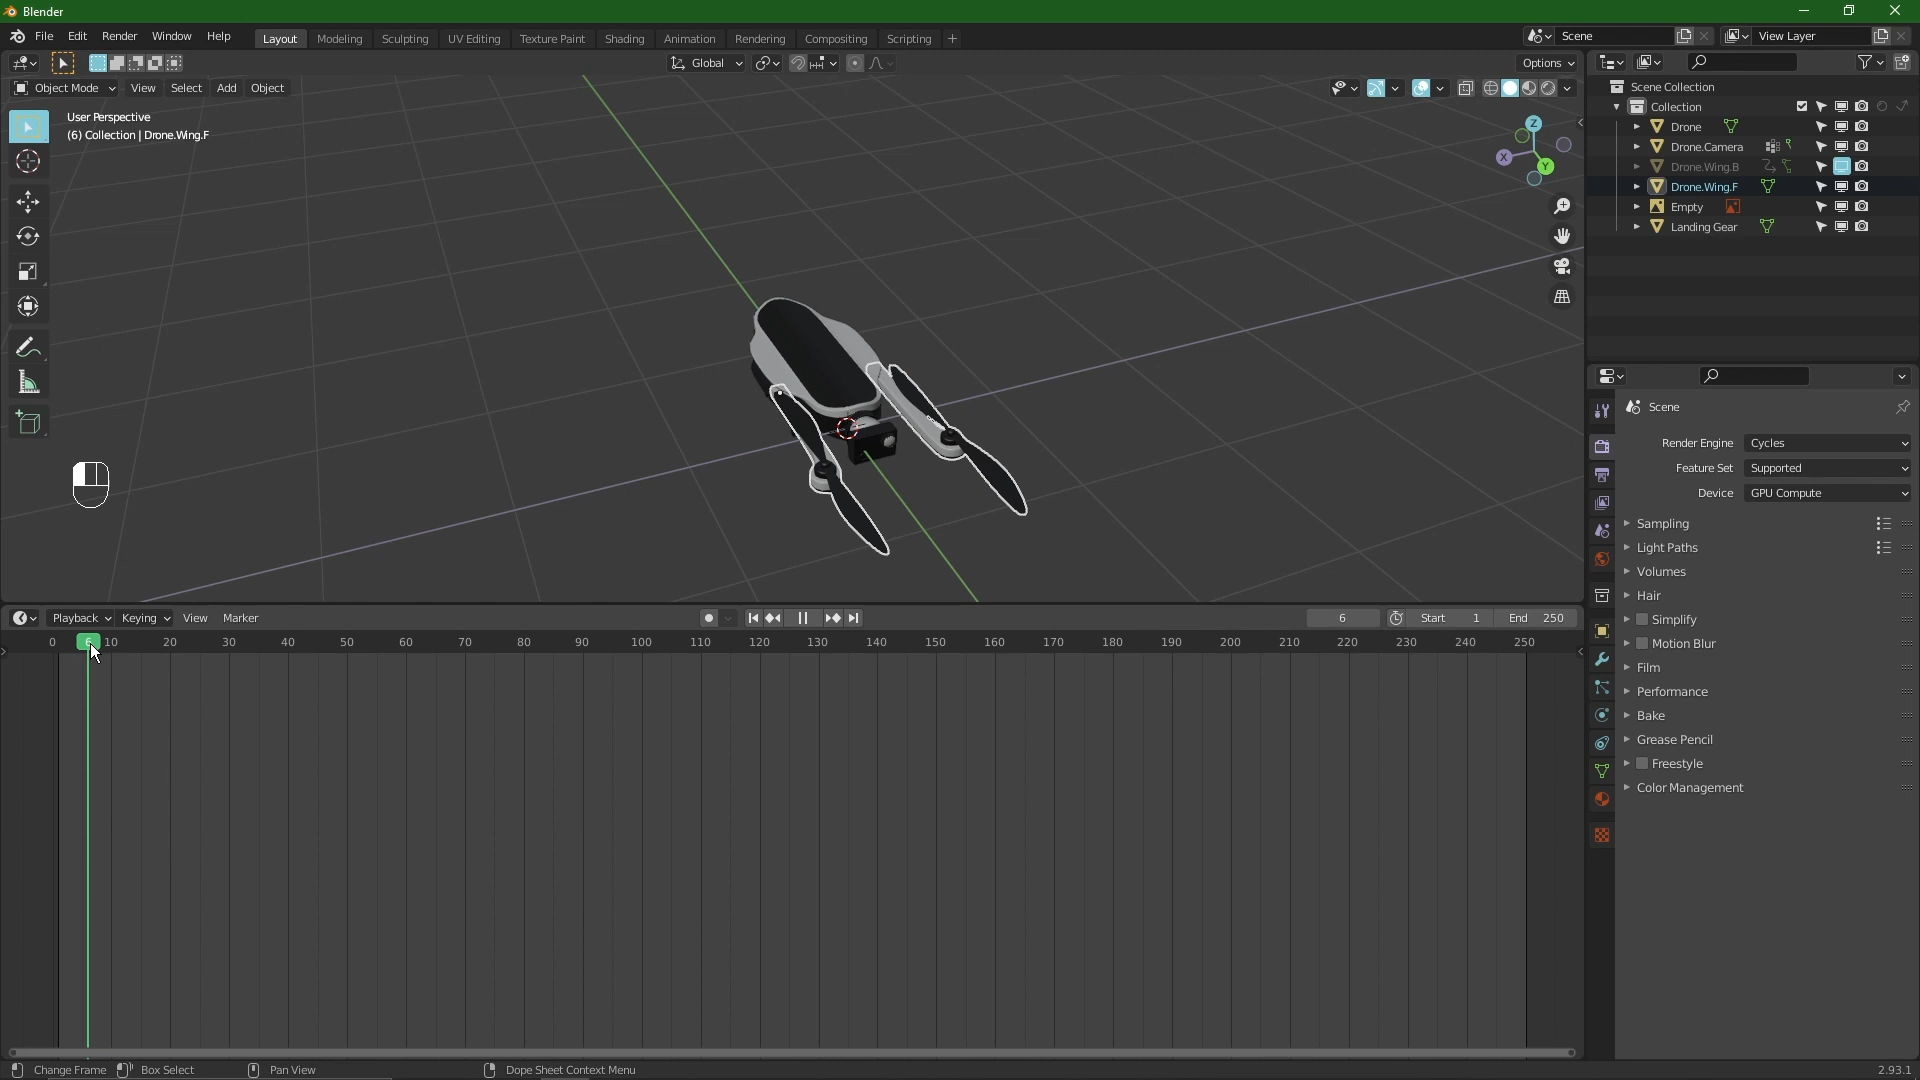 Blender
File Edit Render Window Help Layout Modeling Sculpting UV Editing Texture Paint Shading Animation Rendering Compositing Scripting Scene View Layer
Global Options
Object Mode View Select Add Object
User Perspective
(6) Collection | Drone.Wing.F
Z
X
Y
Scene Collection
Collection
Drone
Drone.Camera
Drone.Wing.B
Drone.Wing.F
Empty
Landing Gear
Scene
Render Engine Cycles
Feature Set Supported
Device GPU Compute
Sampling
Light Paths
Volumes
Hair
Simplify
Motion Blur
Film
Performance
Bake
Grease Pencil
Freestyle
Color Management
Playback Keying View Marker 6 Start 1 End 250
0 6 10 20 30 40 50 60 70 80 90 100 110 120 130 140 150 160 170 180 190 200 210 220 230 240 250
Change Frame Box Select Pan View Dope Sheet Context Menu 2.93.1